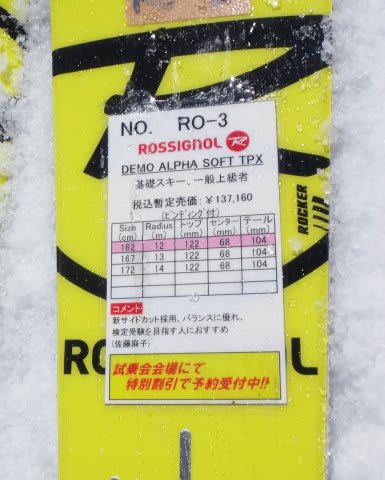 NO. RO-3
ROSSIGNOL
DEMO ALPHA SOFT TPX
基礎スキー、一般上級者
税込暫定売価：￥137,160
(ビンディング付)
Size (cm) Radius (m) トップ (mm) センター (mm) テール (mm)
162 12 122 68 104
167 13 122 68 104
172 14 122 68 104
コメント
新サイドカット採用、バランスに優れ、
検定受験を目指す人におすすめ
(佐藤麻子)
試乗会会場にて
特別割引で予約受付中!!
ROCKER